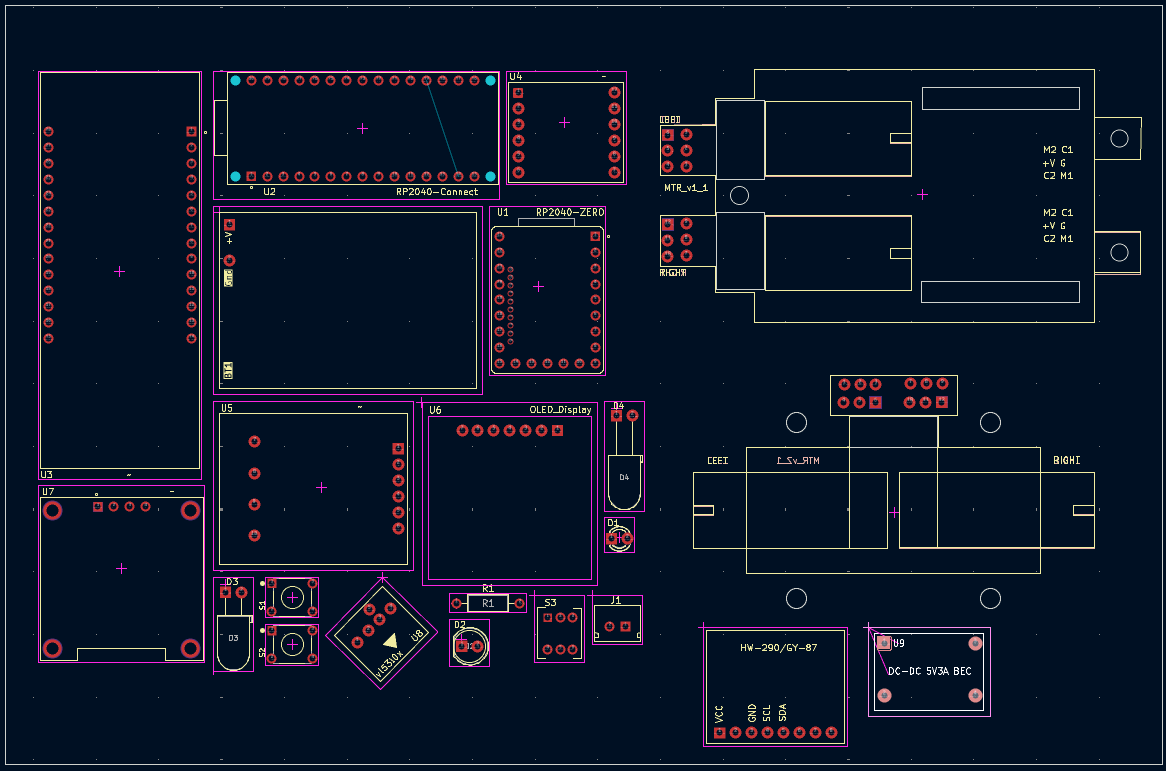 U4
-
U2
RP2040-Connect
MTR_v1_1
M2 C1
+V G
C2 M1
M2 C1
+V G
C2 M1
U1
RP2040-ZERO
+V
Gnd
BT1
RIGHT
U3
~
U5
~
U6
OLED_Display
D4
D4
U7
-
D1
MTR_v2_1
RIGHT
D3
D3
S1
S2
R1
R1
D2
S3
J1
U8
vl53l0x
HW-290/GY-87
VCC
GND
SCL
SDA
U9
DC-DC 5V3A BEC